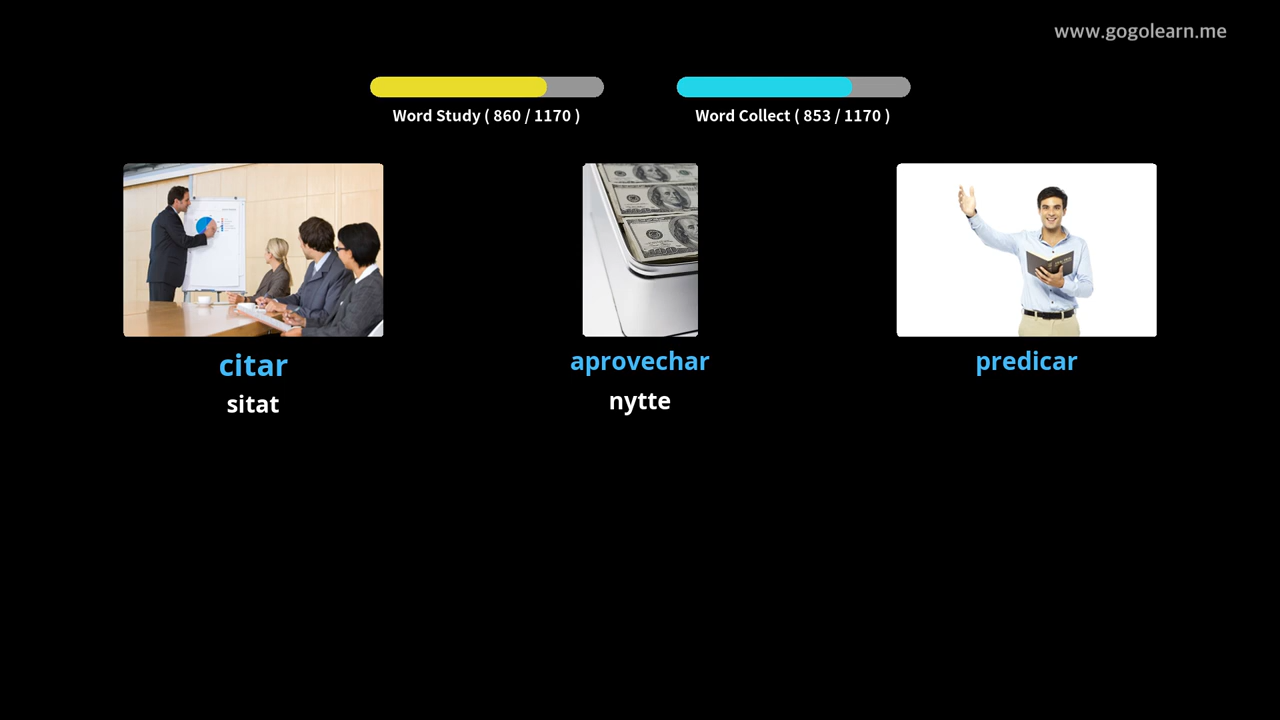 www.gogolearn.me
Word Study ( 860 / 1170 )
Word Collect ( 853 / 1170 )
citar
aprovechar
predicar
sitat
nytte